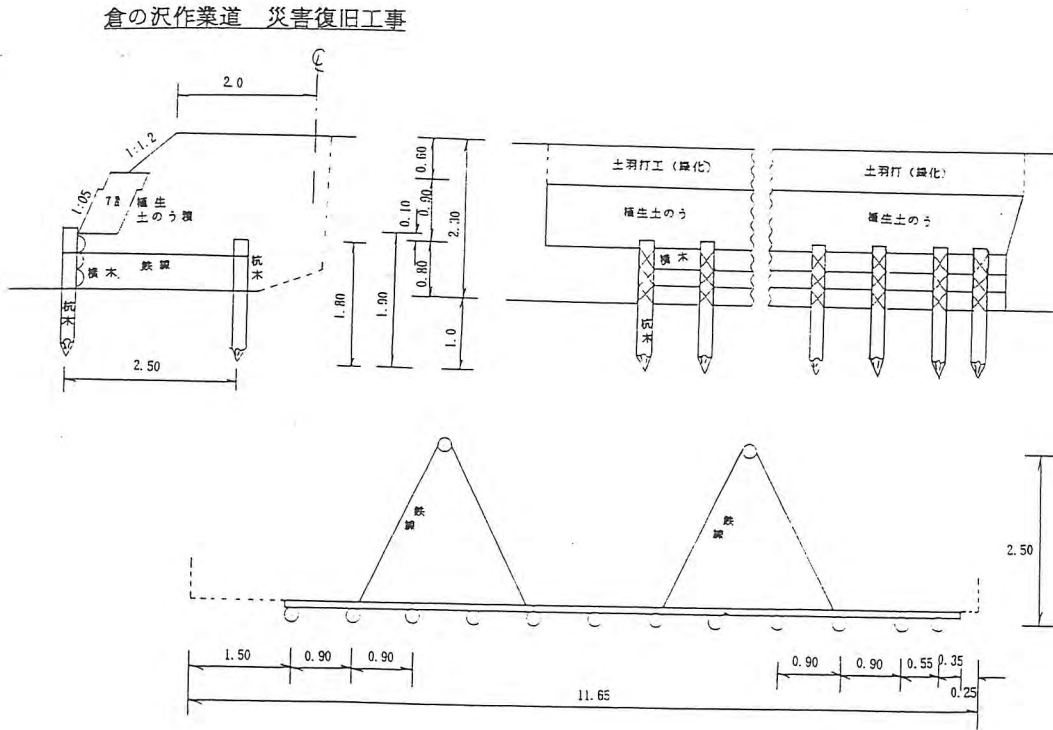 倉の沢作業道 災害復旧工事
2.0
1:1.2
1:05
7段
植生
土のう積
横木
鉄線
杭木
杭木
2.50
0.60
0.90
0.10
0.80
1.80
1.90
1.0
土羽打工(緑化)
土羽打(緑化)
植生土のう
植生土のう
横木
杭木
鉄線
鉄線
2.50
1.50
0.90
0.90
0.90
0.90
0.55
0.35
0.25
11.65